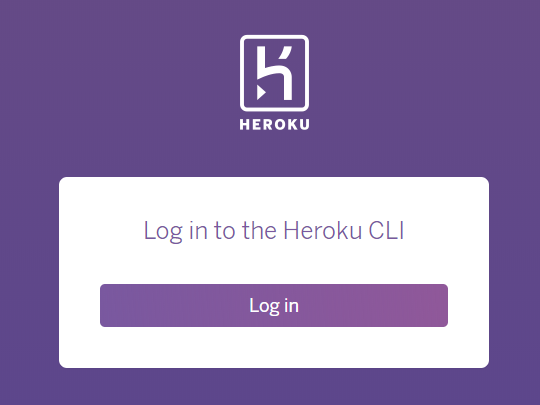 HEROKU
Log in to the Heroku CLI
Log in